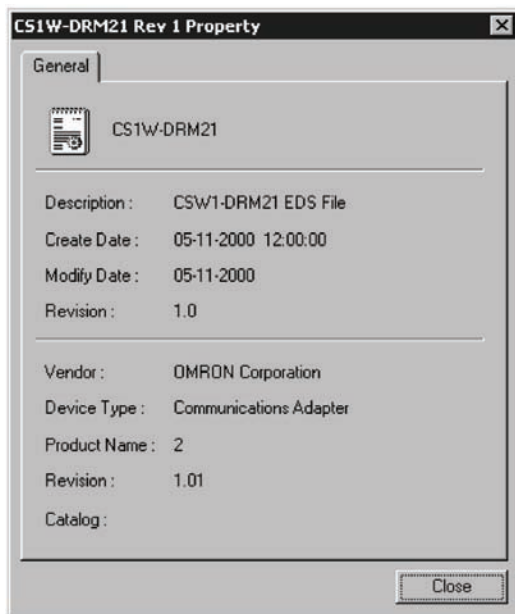 CS1W-DRM21 Rev 1 Property
General
CS1W-DRM21
Description : CSW1-DRM21 EDS File
Create Date : 05-11-2000 12:00:00
Modify Date : 05-11-2000
Revision : 1.0
Vendor : OMRON Corporation
Device Type : Communications Adapter
Product Name : 2
Revision : 1.01
Catalog :
Close